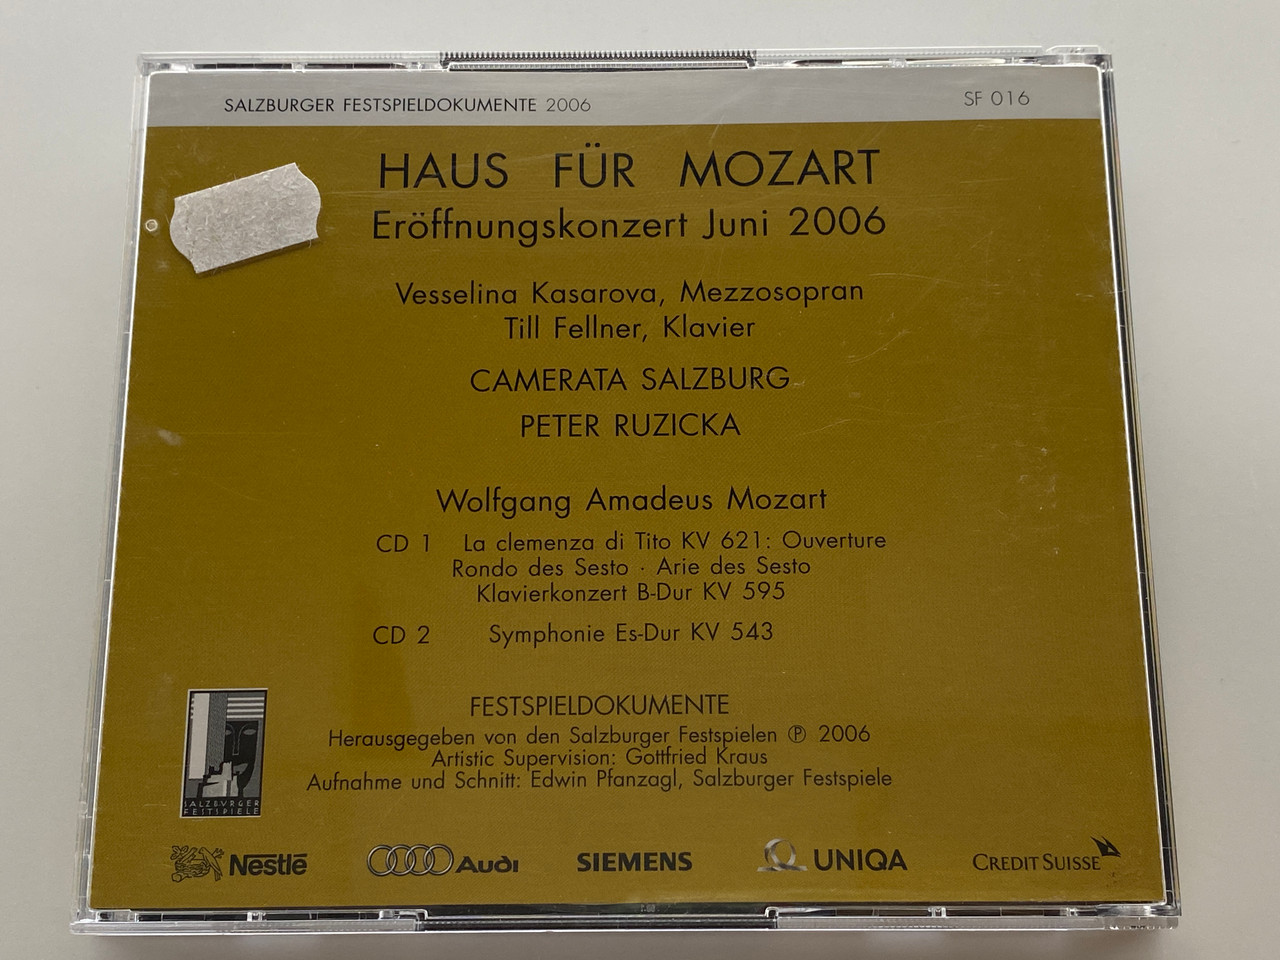 SALZBURGER FESTSPIELDOKUMENTE 2006
SF 016
HAUS FÜR MOZART
Eröffnungskonzert Juni 2006
Vesselina Kasarova, Mezzosopran
Till Fellner, Klavier
CAMERATA SALZBURG
PETER RUZICKA
Wolfgang Amadeus Mozart
CD 1 La clemenza di Tito KV 621: Ouverture
Rondo des Sesto · Arie des Sesto
Klavierkonzert B-Dur KV 595
CD 2 Symphonie Es-Dur KV 543
FESTSPIELDOKUMENTE
Herausgegeben von den Salzburger Festspielen ℗ 2006
Artistic Supervision: Gottfried Kraus
Aufnahme und Schnitt: Edwin Pfanzagl, Salzburger Festspiele
SALZBVRGER
FESTSPIELE
Nestlé
Audi
SIEMENS
UNIQA
CREDIT SUISSE